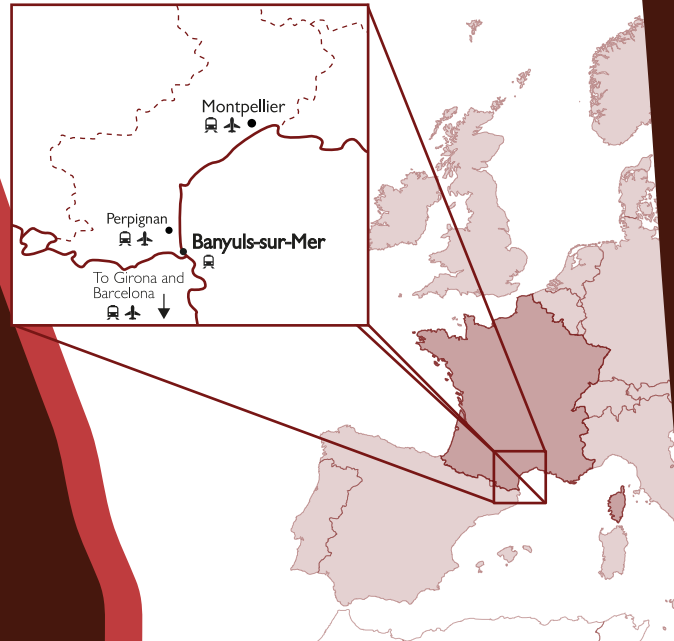 Montpellier
Perpignan
Banyuls-sur-Mer
To Girona and
Barcelona